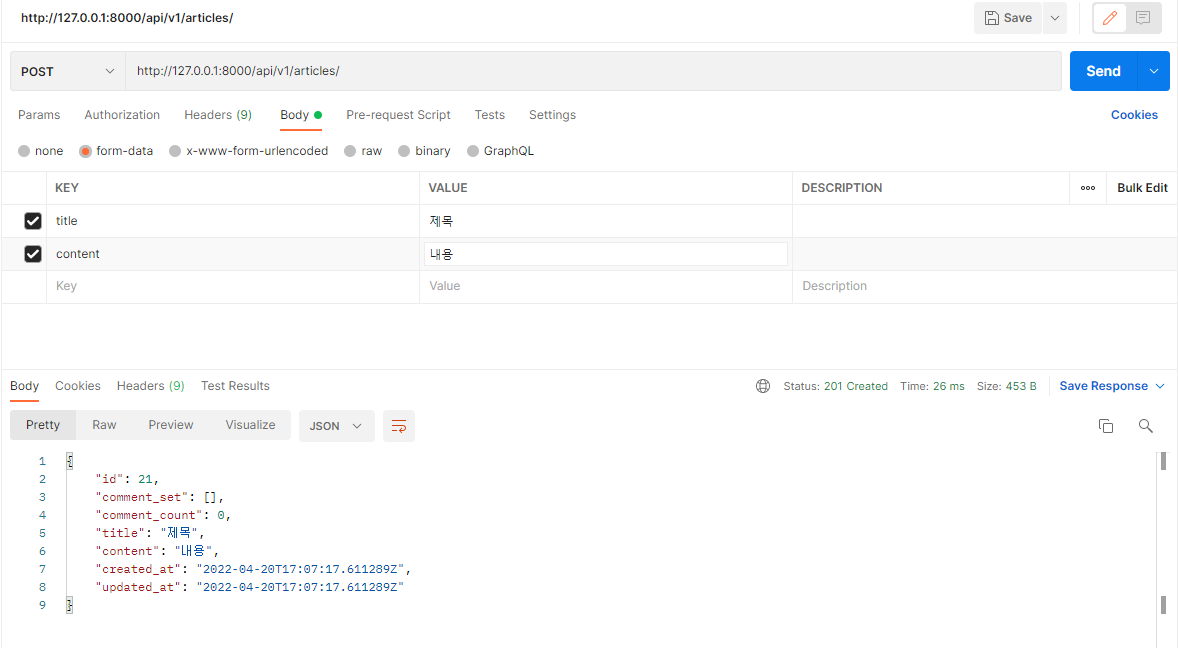 http://127.0.0.1:8000/api/v1/articles/ Save
POST http://127.0.0.1:8000/api/v1/articles/ Send
Params Authorization Headers (9) Body Pre-request Script Tests Settings Cookies
none form-data x-www-form-urlencoded raw binary GraphQL
KEY VALUE DESCRIPTION ooo Bulk Edit
title 제목
content 내용
Key Value Description
Body Cookies Headers (9) Test Results Status: 201 Created Time: 26 ms Size: 453 B Save Response
Pretty Raw Preview Visualize JSON
1 {
2 "id": 21,
3 "comment_set": [],
4 "comment_count": 0,
5 "title": "제목",
6 "content": "내용",
7 "created_at": "2022-04-20T17:07:17.611289Z",
8 "updated_at": "2022-04-20T17:07:17.611289Z"
9 }